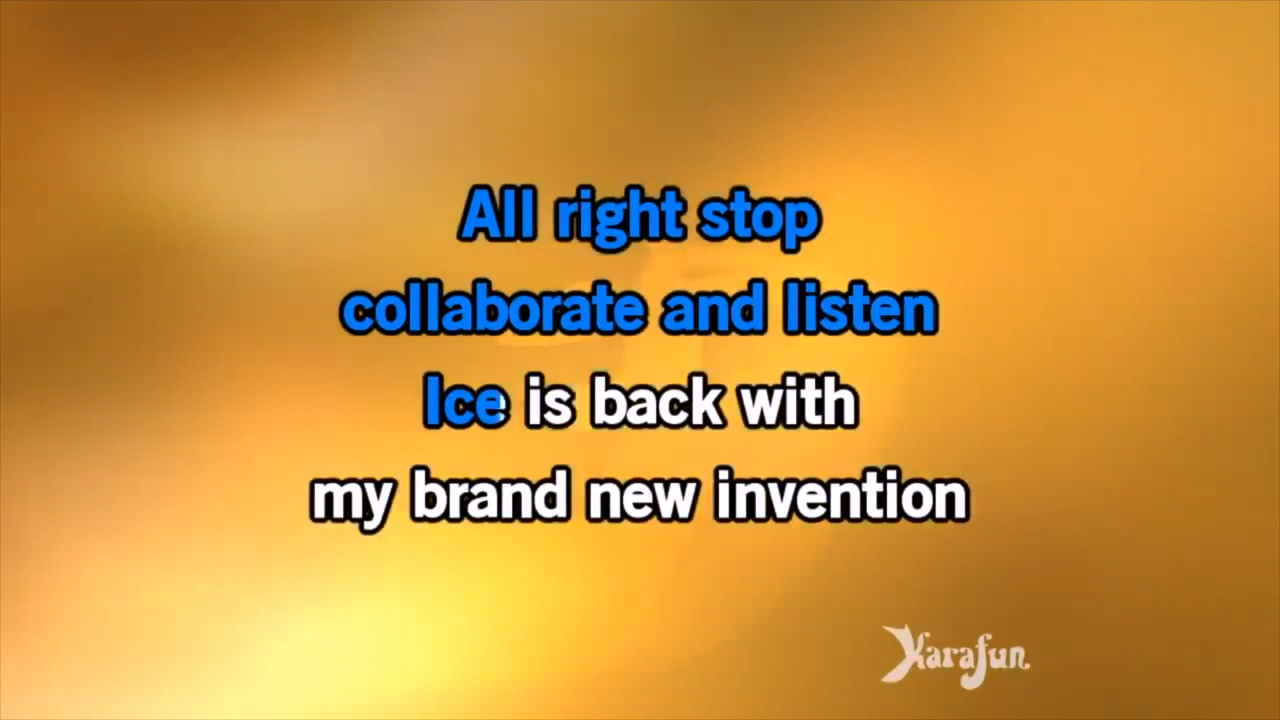 All right stop
collaborate and listen
Ice is back with
my brand new invention
Karafun